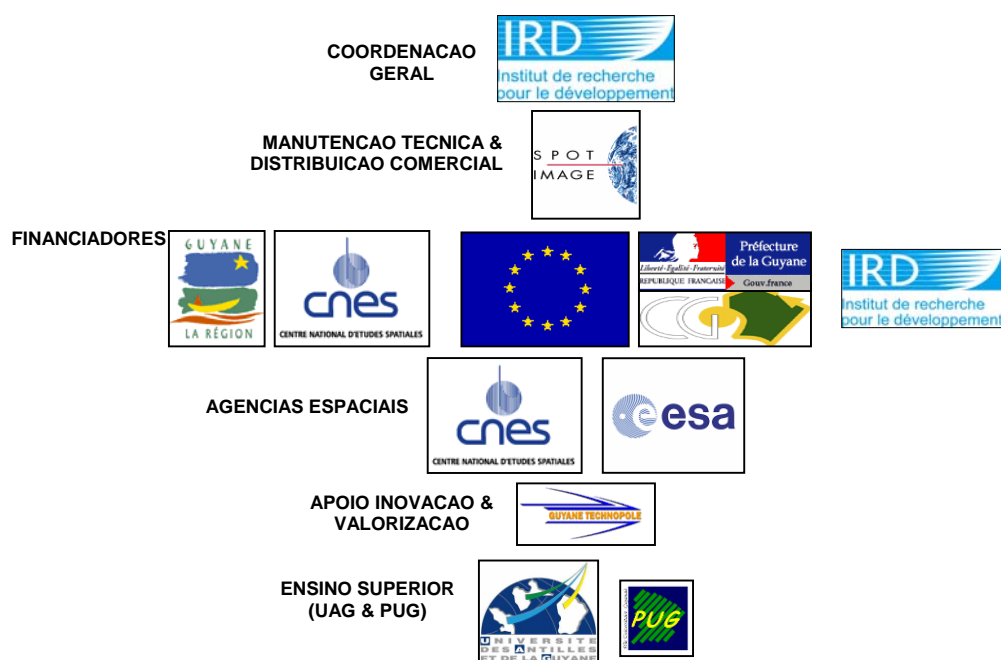 COORDENACAO
GERAL
IRD
Institut de recherche
pour le développement
MANUTENCAO TECNICA &
DISTRIBUICAO COMERCIAL
SPOT
IMAGE
FINANCIADORES
GUYANE
LA RÉGION
cnes
CENTRE NATIONAL D'ETUDES SPATIALES
Liberté · Egalité · Fraternité
REPUBLIQUE FRANÇAISE
Préfecture
de la Guyane
Gouv.france
CG
IRD
Institut de recherche
pour le développement
AGENCIAS ESPACIAIS
cnes
CENTRE NATIONAL D'ETUDES SPATIALES
esa
APOIO INOVACAO &
VALORIZACAO
GUYANE TECHNOPOLE
ENSINO SUPERIOR
(UAG & PUG)
UNIVERSITE
DES ANTILLES
ET DE LA GUYANE
PUG